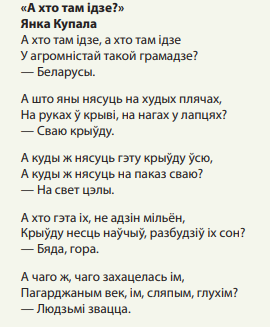 «А хто там ідзе?»
Янка Купала
А хто там ідзе, а хто там ідзе
У агромністай такой грамадзе?
— Беларусы.
А што яны нясуць на худых плячах,
На руках ў крыві, на нагах у лапцях?
— Сваю крыўду.
А куды ж нясуць гэту крыўду ўсю,
А куды ж нясуць на паказ сваю?
— На свет цэлы.
А хто гэта іх, не адзін мільён,
Крыўду несць наўчыў, разбудзіў іх сон?
— Бяда, гора.
А чаго ж, чаго захацелась ім,
Пагарджаным век, ім, сляпым, глухім?
— Людзьмі звацца.